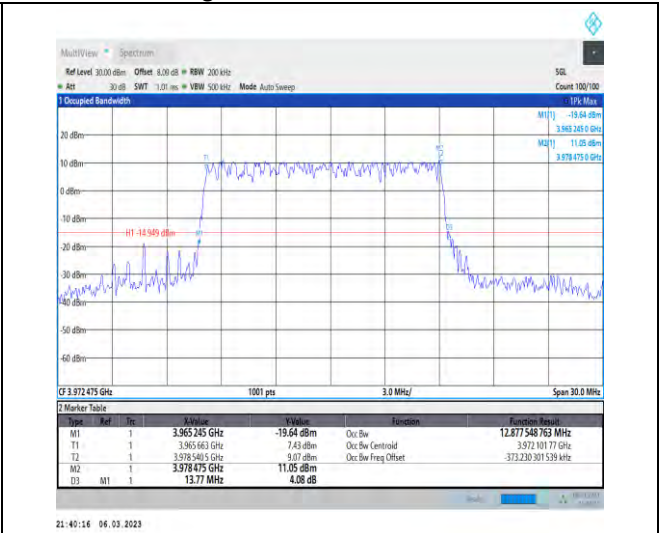 MultiView Spectrum
Ref Level 30.00 dBm Offset 8.09 dB RBW 200 kHz SGL
Att 30 dB SWT 1.01 ms VBW 500 kHz Mode Auto Sweep Count 100/100
1 Occupied Bandwidth 1Pk Max
M1[1] -19.64 dBm
3.965 245 0 GHz
M2[1] 11.05 dBm
3.978 475 0 GHz
20 dBm
10 dBm
0 dBm
-10 dBm
H1 -14.949 dBm
-20 dBm
-30 dBm
-40 dBm
-50 dBm
-60 dBm
CF 3.972 475 GHz 1001 pts 3.0 MHz/ Span 30.0 MHz
2 Marker Table
Type Ref Trc X-Value Y-Value Function Function Result
M1 1 3.965 245 GHz -19.64 dBm Occ Bw 12.877 548 763 MHz
T1 1 3.965 663 GHz 7.43 dBm Occ Bw Centroid 3.972 101 77 GHz
T2 1 3.978 540 5 GHz 9.07 dBm Occ Bw Freq Offset -373.230 301 539 kHz
M2 1 3.978 475 GHz 11.05 dBm
D3 M1 1 13.77 MHz 4.08 dB
21:40:16 06.03.2023